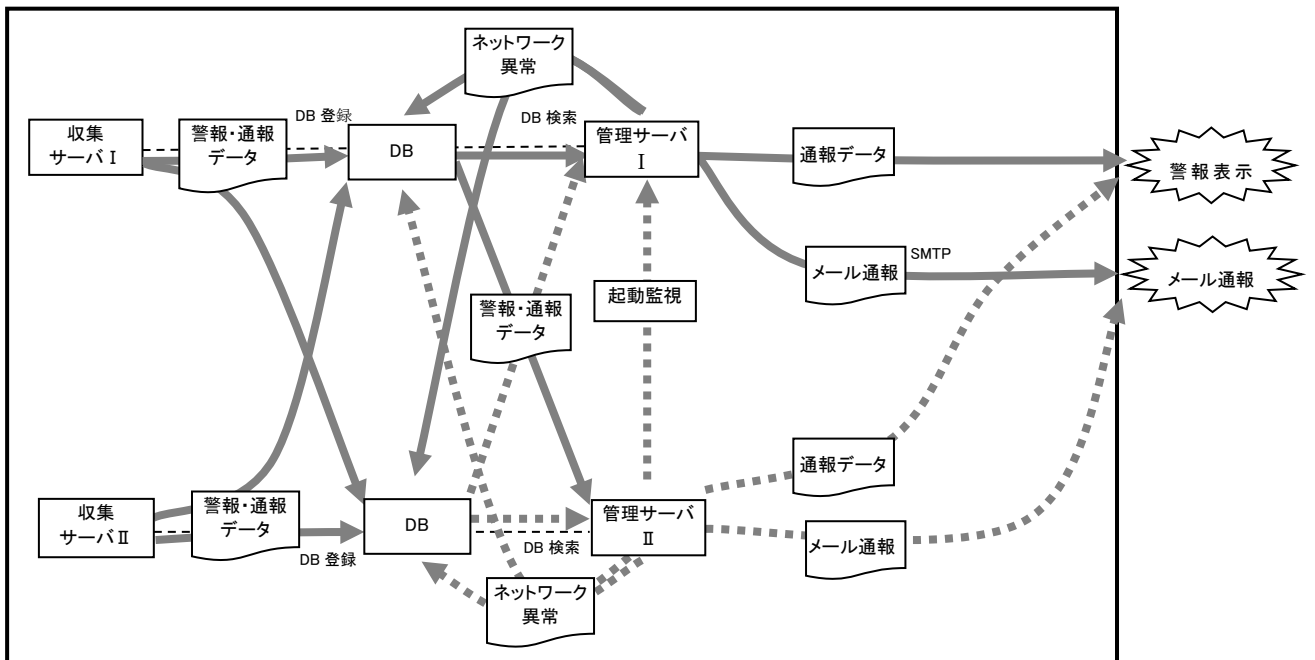 ネットワーク
異常
DB 登録
DB 検索
収集
サーバ Ⅰ
警報・通報
データ
DB
管理サーバ
Ⅰ
通報データ
警報表示
メール通報
SMTP
メール通報
起動監視
警報・通報
データ
通報データ
収集
サーバ Ⅱ
警報・通報
データ
DB
管理サーバ
Ⅱ
DB 登録
DB 検索
メール通報
ネットワーク
異常